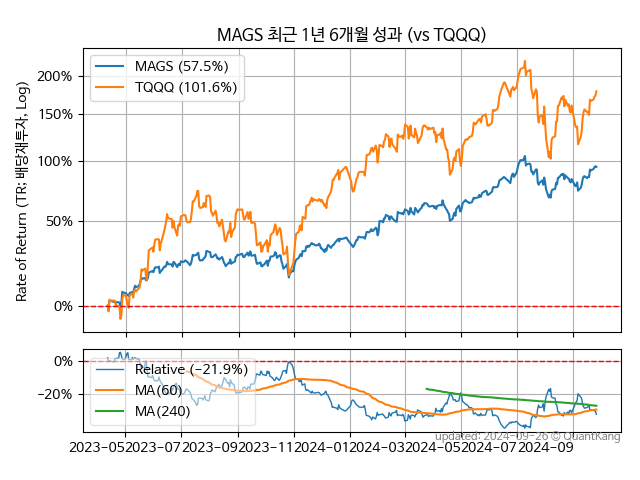 MAGS 최근 1년 6개월 성과 (vs TQQQ)
Rate of Return (TR: 배당재투자, Log)
200%
150%
100%
50%
0%
MAGS (57.5%)
TQQQ (101.6%)
0%
−20%
Relative (−21.9%)
MA(60)
MA(240)
2023−05
2023−07
2023−09
2023−11
2024−01
2024−03
2024−05
2024−07
2024−09
updated: 2024−09−26 © QuantKang